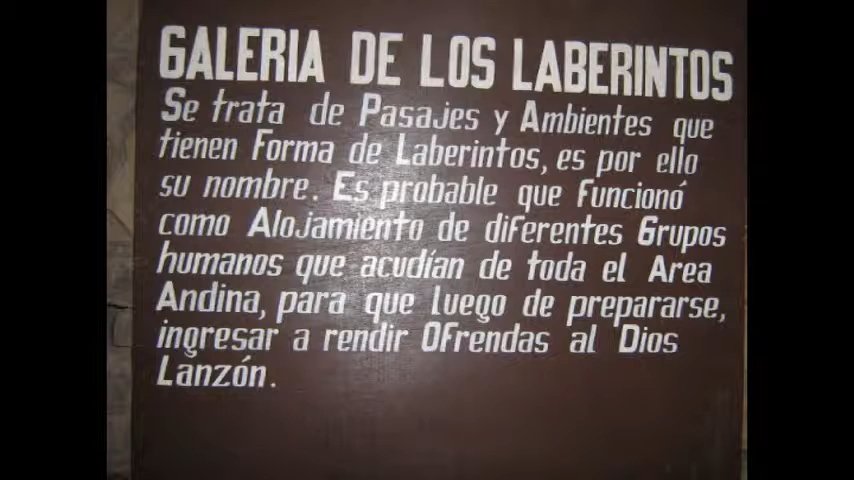 GALERIA DE LOS LABERINTOS
Se trata de Pasajes y Ambientes que
tienen Forma de Laberintos, es por ello
su nombre. Es probable que Funcionó
como Alojamiento de diFerentes Grupos
humanos que acudían de toda el Area
Andina, para que luego de prepararse,
ingresar a rendir OFrendas al Dios
Lanzón.